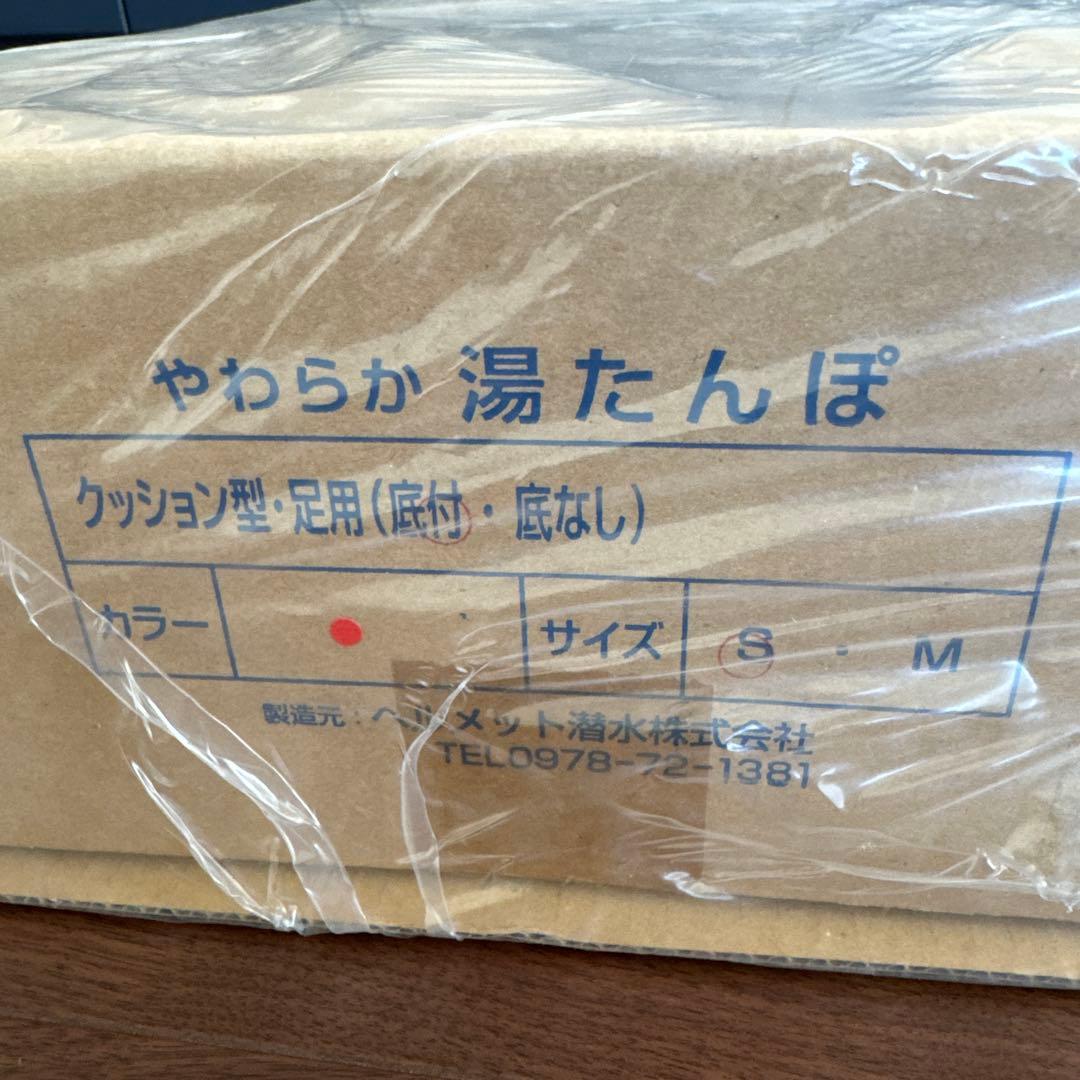 やわらか 湯たんぽ
クッション型・足用(底付・底なし)
カラー サイズ S・M
製造元:ヘルメット潜水株式会社
TEL0978-72-1381